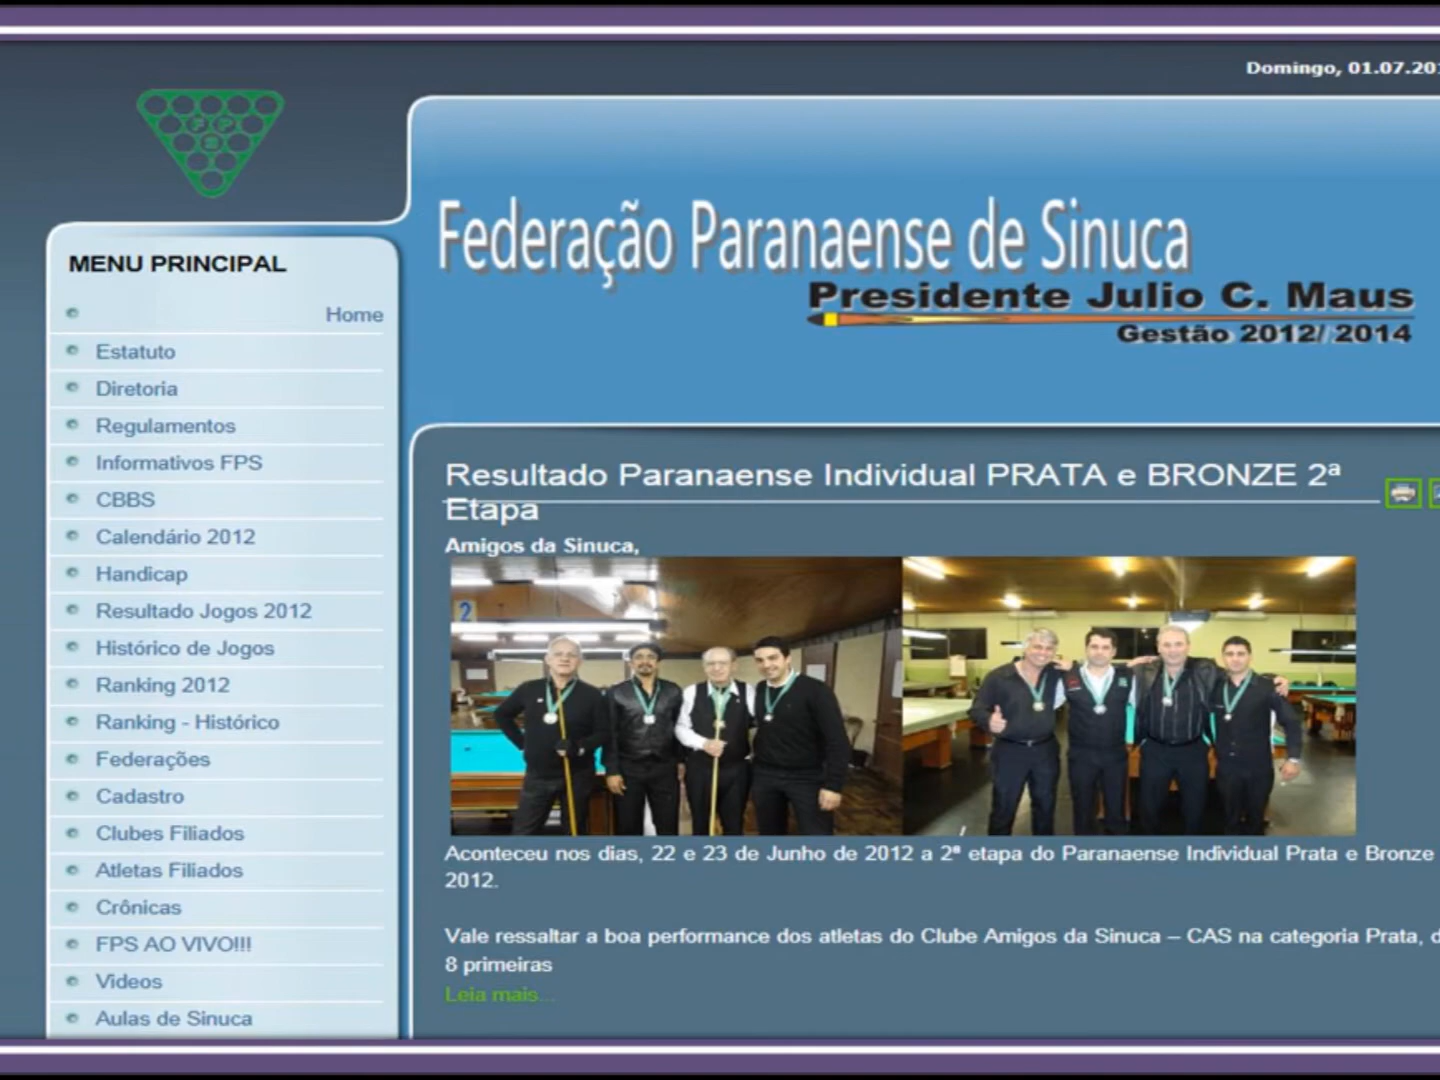 Domingo, 01.07.20
F P
S
Federação Paranaense de Sinuca
Presidente Julio C. Maus
Gestão 2012/ 2014
MENU PRINCIPAL
Home
Estatuto
Diretoria
Regulamentos
Informativos FPS
CBBS
Calendário 2012
Handicap
Resultado Jogos 2012
Histórico de Jogos
Ranking 2012
Ranking - Histórico
Federações
Cadastro
Clubes Filiados
Atletas Filiados
Crônicas
FPS AO VIVO!!!
Videos
Aulas de Sinuca
Resultado Paranaense Individual PRATA e BRONZE 2ª
Etapa
Amigos da Sinuca,
2
Aconteceu nos dias, 22 e 23 de Junho de 2012 a 2ª etapa do Paranaense Individual Prata e Bronze
2012.
Vale ressaltar a boa performance dos atletas do Clube Amigos da Sinuca – CAS na categoria Prata,
8 primeiras
Leia mais...